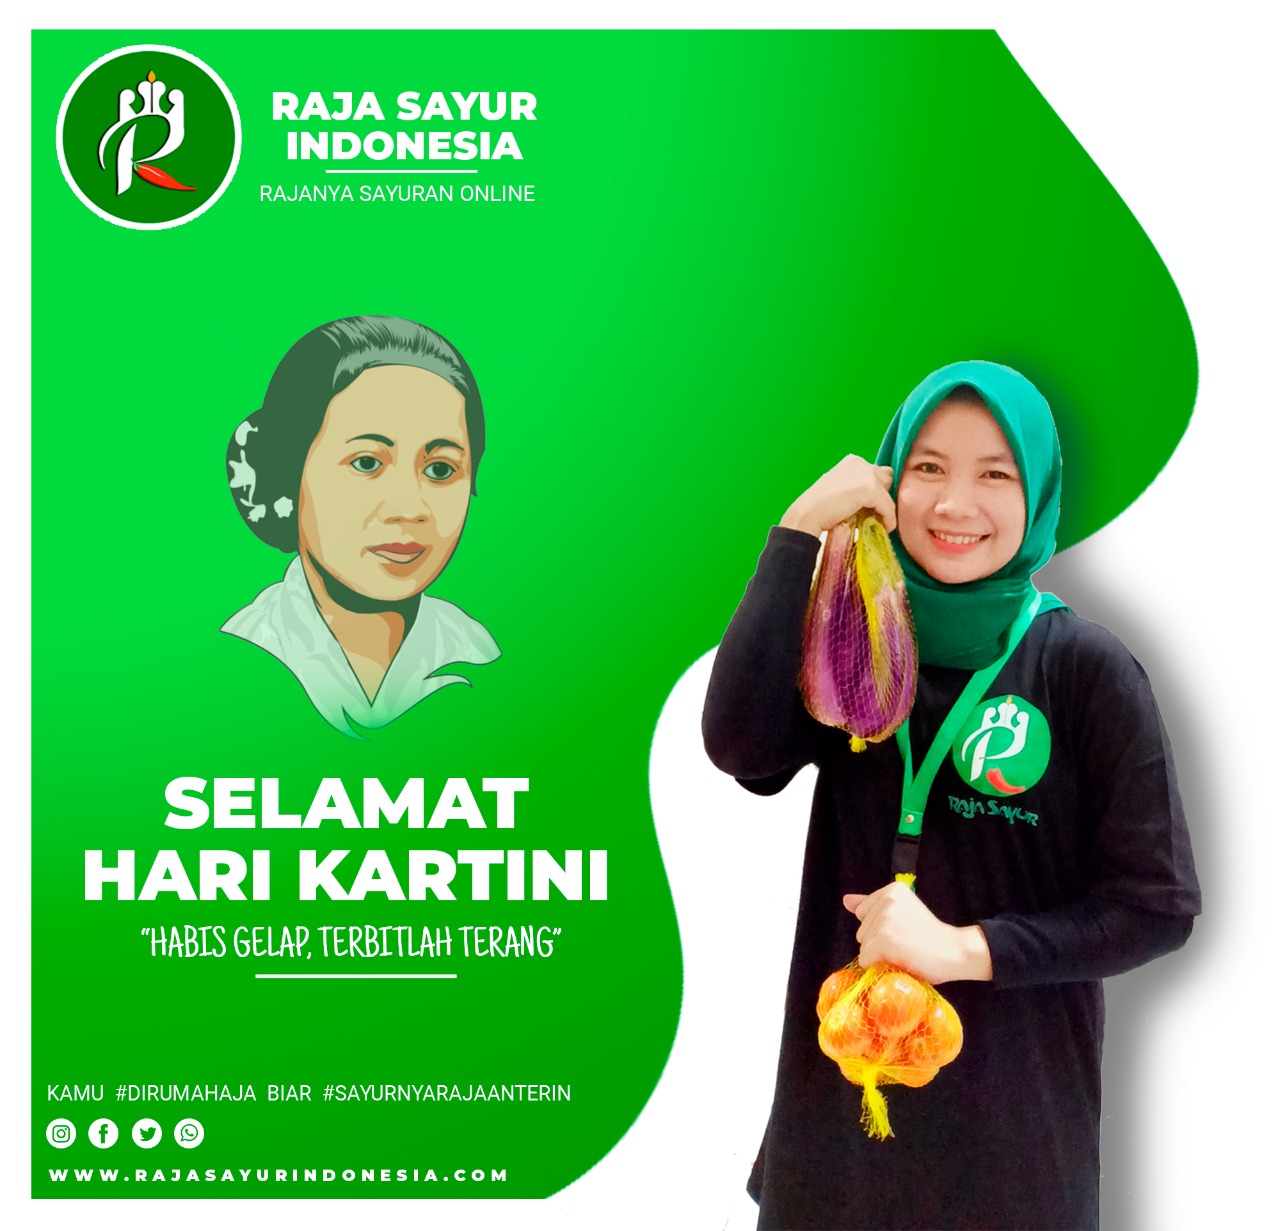 RAJA SAYUR
INDONESIA
RAJANYA SAYURAN ONLINE
RAJA SAYUR
SELAMAT
HARI KARTINI
“HABIS GELAP, TERBITLAH TERANG”
KAMU #DIRUMAHAJA BIAR #SAYURNYARAJAANTERIN
WWW.RAJASAYURINDONESIA.COM